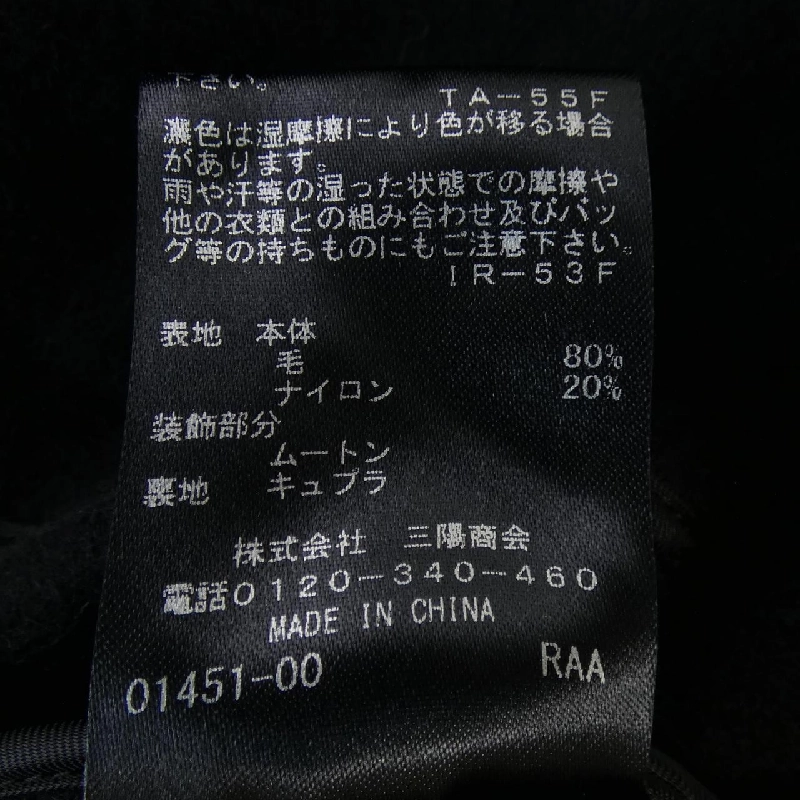 下さい。
TA-55F
濃色は湿摩擦により色が移る場合
があります。
雨や汗等の湿った状態での摩擦や
他の衣類との組み合わせ及びバッ
グ等の持ちものにもご注意下さい。
IR-53F
表地 本体
毛 80%
ナイロン 20%
装飾部分
ムートン
裏地 キュプラ
株式会社 三陽商会
電話0120-340-460
MADE IN CHINA
01451-00 RAA